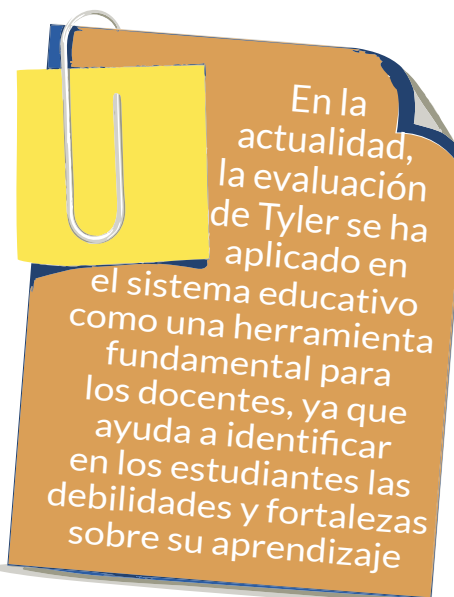 En la
actualidad,
la evaluación
de Tyler se ha
aplicado en
el sistema educativo
como una herramienta
fundamental para
los docentes, ya que
ayuda a identificar
en los estudiantes las
debilidades y fortalezas
sobre su aprendizaje